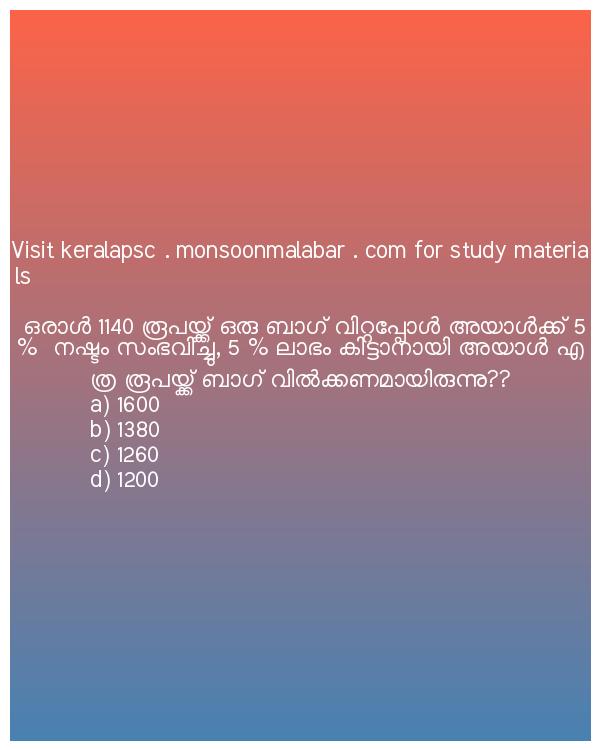 Visit keralapsc . monsoonmalabar . com for study materia
ls
ഒരാൾ 1140 രൂപയ്ക്ക് ഒരു ബാഗ് വിറ്റപ്പോൾ അയാൾക്ക് 5
% നഷ്ടം സംഭവിച്ചു, 5 % ലാഭം കിട്ടാനായി അയാൾ എ
ത്ര രൂപയ്ക്ക് ബാഗ് വിൽക്കണമായിരുന്നു??
a) 1600
b) 1380
c) 1260
d) 1200